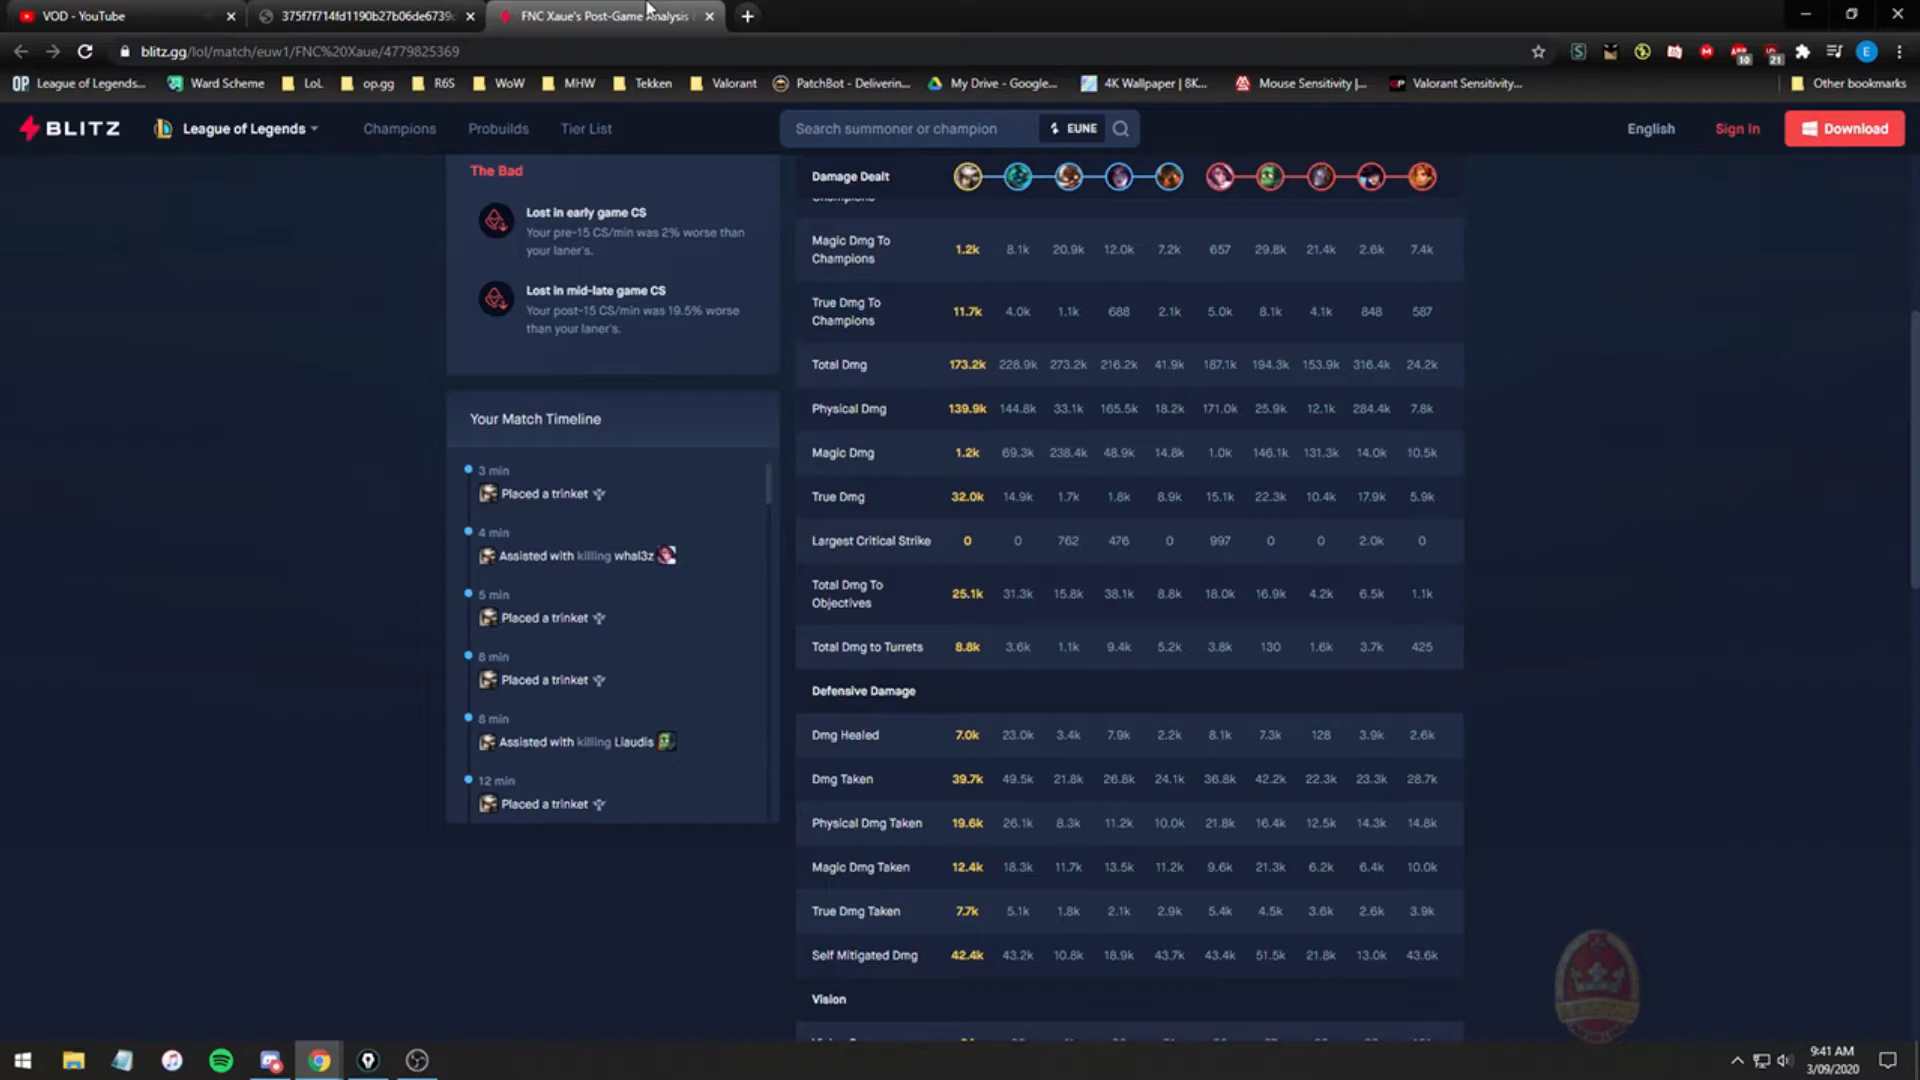 VOD - YouTube
375f7f714fd1190b27b06de6739
FNC Xaue's Post-Game Analysis
blitz.gg/lol/match/euw1/FNC%20Xaue/4779825369
10
21
E
OP League of Legends...
Ward Scheme
LoL
op.gg
R6S
WoW
MHW
Tekken
Valorant
PatchBot - Deliverin...
My Drive - Google...
4K Wallpaper | 8K...
Mouse Sensitivity |...
Valorant Sensitivity...
Other bookmarks
BLITZ
League of Legends
Champions
Probuilds
Tier List
Search summoner or champion
EUNE
English
Sign In
Download
The Bad
Lost in early game CS
Your pre-15 CS/min was 2% worse than
your laner's.
Lost in mid-late game CS
Your post-15 CS/min was 19.5% worse
than your laner's.
Your Match Timeline
3 min
Placed a trinket
4 min
Assisted with killing whal3z
5 min
Placed a trinket
8 min
Placed a trinket
8 min
Assisted with killing Liaudis
12 min
Placed a trinket
Damage Dealt
Champions
Magic Dmg To
Champions
1.2k 8.1k 20.9k 12.0k 7.2k 657 29.8k 21.4k 2.6k 7.4k
True Dmg To
Champions
11.7k 4.0k 1.1k 688 2.1k 5.0k 8.1k 4.1k 848 587
Total Dmg 173.2k 228.9k 273.2k 216.2k 41.9k 187.1k 194.3k 153.9k 316.4k 24.2k
Physical Dmg 139.9k 144.8k 33.1k 165.5k 18.2k 171.0k 25.9k 12.1k 284.4k 7.8k
Magic Dmg 1.2k 69.3k 238.4k 48.9k 14.8k 1.0k 146.1k 131.3k 14.0k 10.5k
True Dmg 32.0k 14.9k 1.7k 1.8k 8.9k 15.1k 22.3k 10.4k 17.9k 5.9k
Largest Critical Strike 0 0 762 476 0 997 0 0 2.0k 0
Total Dmg To
Objectives
25.1k 31.3k 15.8k 38.1k 8.8k 18.0k 16.9k 4.2k 6.5k 1.1k
Total Dmg to Turrets 8.8k 3.6k 1.1k 9.4k 5.2k 3.8k 130 1.6k 3.7k 425
Defensive Damage
Dmg Healed 7.0k 23.0k 3.4k 7.9k 2.2k 8.1k 7.3k 128 3.9k 2.6k
Dmg Taken 39.7k 49.5k 21.8k 26.8k 24.1k 36.8k 42.2k 22.3k 23.3k 28.7k
Physical Dmg Taken 19.6k 26.1k 8.3k 11.2k 10.0k 21.8k 16.4k 12.5k 14.3k 14.8k
Magic Dmg Taken 12.4k 18.3k 11.7k 13.5k 11.2k 9.6k 21.3k 6.2k 6.4k 10.0k
True Dmg Taken 7.7k 5.1k 1.8k 2.1k 2.9k 5.4k 4.5k 3.6k 2.6k 3.9k
Self Mitigated Dmg 42.4k 43.2k 10.8k 18.9k 43.7k 43.4k 51.5k 21.8k 13.0k 43.6k
Vision
9:41 AM
3/09/2020